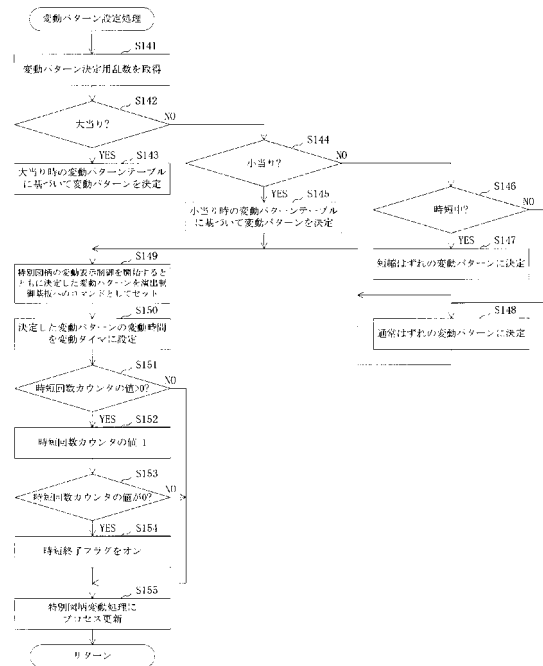 変動パターン設定処理
S141
変動パターン決定用乱数を取得
S142
大当り?
NO
YES
S143
大当り時の変動パターンテーブル
に基づいて変動パターンを決定
S144
小当り?
NO
YES
S145
小当り時の変動パターンテーブル
に基づいて変動パターンを決定
S146
時短中?
NO
YES
S147
短縮はずれの変動パターンに決定
S148
通常はずれの変動パターンに決定
S149
特別図柄の変動表示制御を開始すると
ともに決定した変動パターンを演出制
御基板へのコマンドとしてセット
S150
決定した変動パターンの変動時間
を変動タイマに設定
S151
時短回数カウンタの値>0?
NO
YES
S152
時短回数カウンタの値-1
S153
時短回数カウンタの値が0?
NO
YES
S154
時短終了フラグをオン
S155
特別図柄変動処理に
プロセス更新
リターン